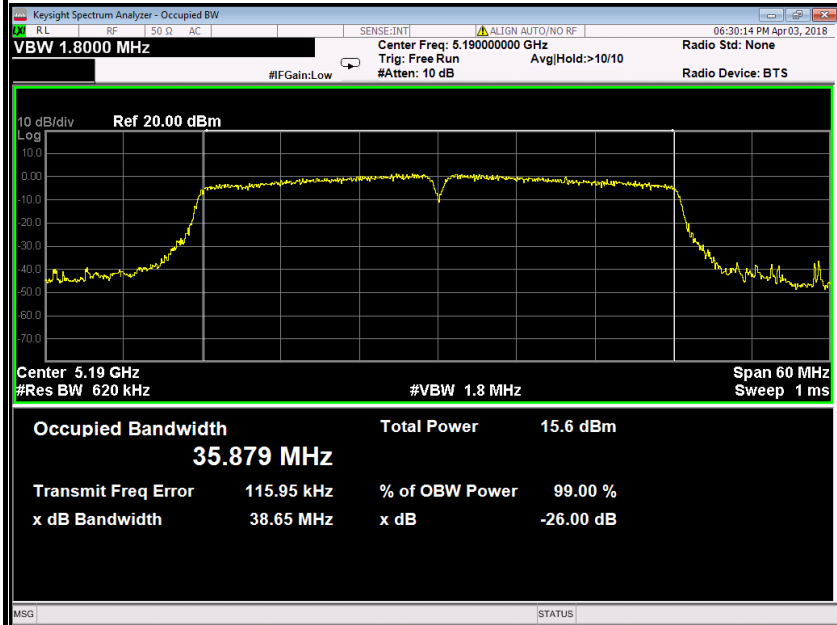 Keysight Spectrum Analyzer - Occupied BW
LXI RL RF 50 Ω AC SENSE:INT ALIGN AUTO/NO RF 06:30:14 PM Apr 03, 2018
VBW 1.8000 MHz Center Freq: 5.190000000 GHz Radio Std: None
Trig: Free Run Avg|Hold:>10/10
#IFGain:Low #Atten: 10 dB Radio Device: BTS
10 dB/div Ref 20.00 dBm
Log
10.0
0.00
-10.0
-20.0
-30.0
-40.0
-50.0
-60.0
-70.0
Center 5.19 GHz Span 60 MHz
#Res BW 620 kHz #VBW 1.8 MHz Sweep 1 ms
Occupied Bandwidth Total Power 15.6 dBm
35.879 MHz
Transmit Freq Error 115.95 kHz % of OBW Power 99.00 %
x dB Bandwidth 38.65 MHz x dB -26.00 dB
MSG STATUS